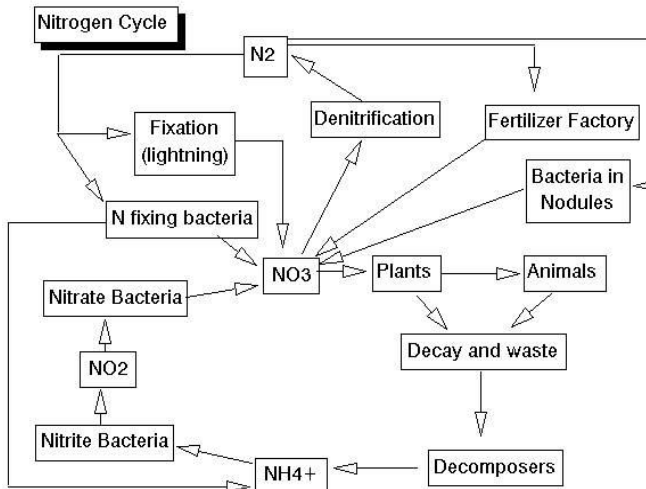 Nitrogen Cycle
N2
Fixation
(lightning)
Denitrification
Fertilizer Factory
Bacteria in
Nodules
N fixing bacteria
NO3
Plants
Animals
Nitrate Bacteria
Decay and waste
NO2
Nitrite Bacteria
NH4+
Decomposers